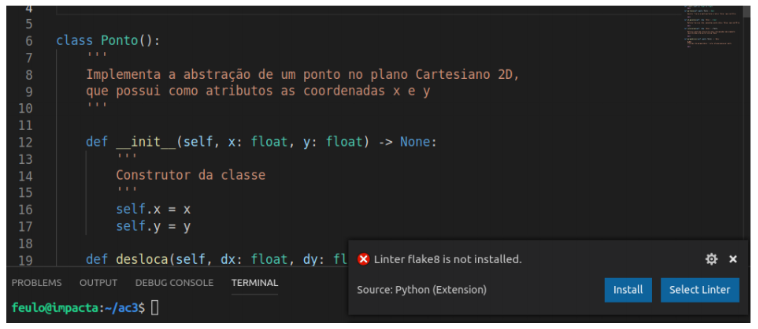 4
5
6 class Ponto():
7 '''
8 Implementa a abstração de um ponto no plano Cartesiano 2D,
9 que possui como atributos as coordenadas x e y
10 '''
11
12 def __init__(self, x: float, y: float) -> None:
13 '''
14 Construtor da classe
15 '''
16 self.x = x
17 self.y = y
18
19 def desloca(self, dx: float, dy: fl
Linter flake8 is not installed.
Source: Python (Extension)
Install
Select Linter
PROBLEMS OUTPUT DEBUG CONSOLE TERMINAL
feulo@impacta:~/ac3$